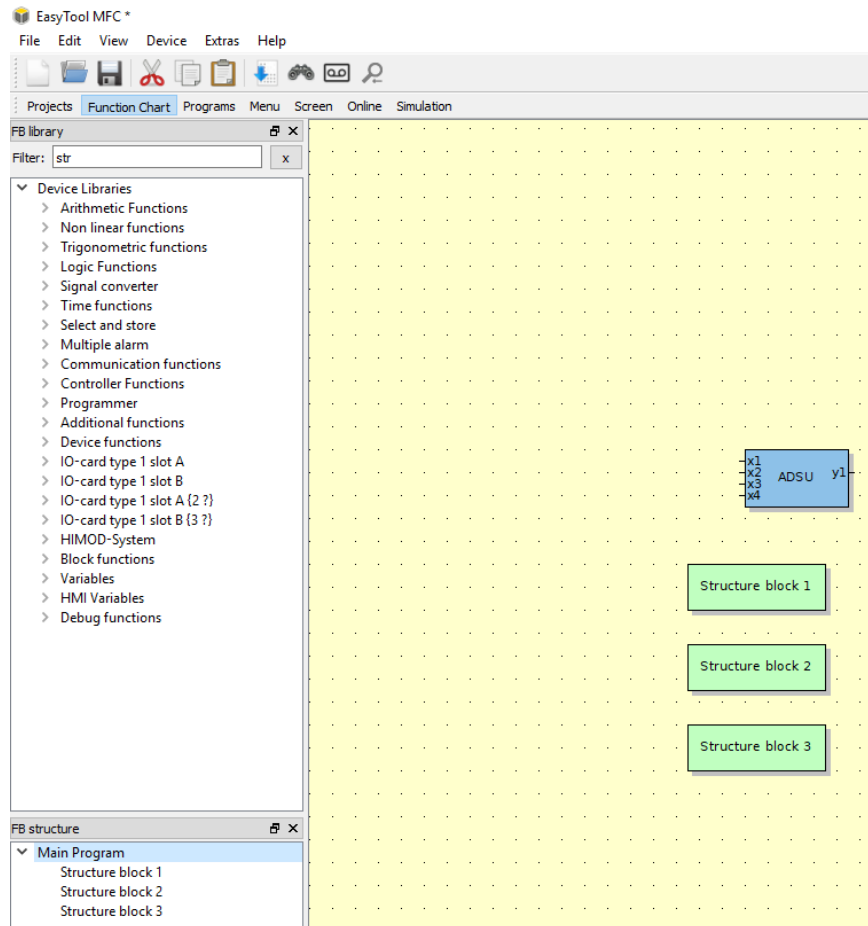 EasyTool MFC *
File Edit View Device Extras Help
Projects Function Chart Programs Menu Screen Online Simulation
FB library
Filter: str x
Device Libraries
Arithmetic Functions
Non linear functions
Trigonometric functions
Logic Functions
Signal converter
Time functions
Select and store
Multiple alarm
Communication functions
Controller Functions
Programmer
Additional functions
Device functions
IO-card type 1 slot A
IO-card type 1 slot B
IO-card type 1 slot A {2 ?}
IO-card type 1 slot B {3 ?}
HIMOD-System
Block functions
Variables
HMI Variables
Debug functions
x1
x2 ADSU y1
x3
x4
Structure block 1
Structure block 2
Structure block 3
FB structure
Main Program
Structure block 1
Structure block 2
Structure block 3